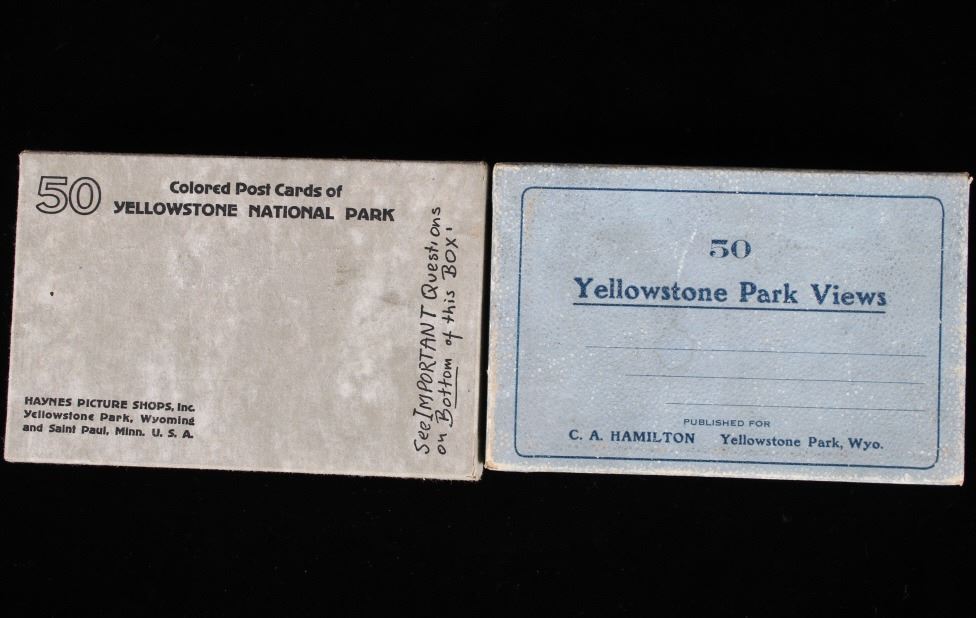 50
Colored Post Cards of
YELLOWSTONE NATIONAL PARK
HAYNES PICTURE SHOPS, Inc.
Yellowstone Park, Wyoming
and Saint Paul, Minn. U. S. A.
See IMPORTANT Questions
on Bottom of this BOX!
50
Yellowstone Park Views
PUBLISHED FOR
C. A. HAMILTON Yellowstone Park, Wyo.